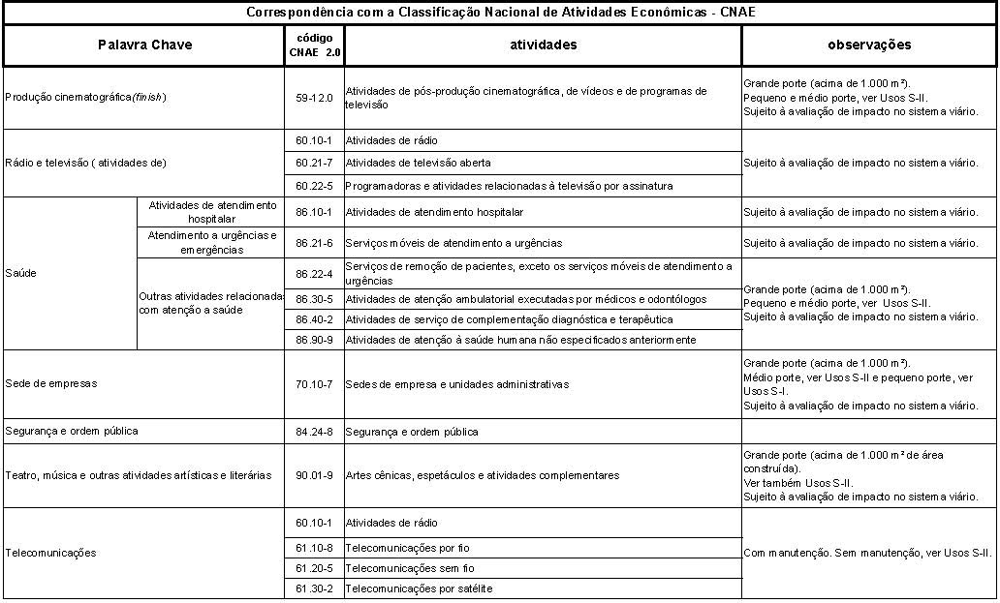 Correspondência com a Classificação Nacional de Atividades Econômicas - CNAE
Palavra Chave
código
CNAE 2.0
atividades
observações
Produção cinematográfica(finish)
59-12.0
Atividades de pós-produção cinematográfica, de vídeos e de programas de
televisão
Grande porte (acima de 1.000 m²).
Pequeno e médio porte, ver Usos S-II.
Sujeito à avaliação de impacto no sistema viário.
Rádio e televisão ( atividades de)
60.10-1
Atividades de rádio
60.21-7
Atividades de televisão aberta
60.22-5
Programadoras e atividades relacionadas à televisão por assinatura
Sujeito à avaliação de impacto no sistema viário.
Saúde
Atividades de atendimento
hospitalar
86.10-1
Atividades de atendimento hospitalar
Sujeito à avaliação de impacto no sistema viário.
Atendimento a urgências e
emergências
86.21-6
Serviços móveis de atendimento a urgências
Sujeito à avaliação de impacto no sistema viário.
Outras atividades relacionadas
com atenção a saúde
86.22-4
Serviços de remoção de pacientes, exceto os serviços móveis de atendimento a
urgências
86.30-5
Atividades de atenção ambulatorial executadas por médicos e odontólogos
86.40-2
Atividades de serviço de complementação diagnóstica e terapêutica
86.90-9
Atividades de atenção à saúde humana não especificados anteriormente
Grande porte (acima de 1.000 m²).
Pequeno e médio porte, ver Usos S-II.
Sujeito à avaliação de impacto no sistema viário.
Sede de empresas
70.10-7
Sedes de empresa e unidades administrativas
Grande porte (acima de 1.000 m²).
Médio porte, ver Usos S-II e pequeno porte, ver
Usos S-I.
Sujeito à avaliação de impacto no sistema viário.
Segurança e ordem pública
84.24-8
Segurança e ordem pública
Teatro, música e outras atividades artísticas e literárias
90.01-9
Artes cênicas, espetáculos e atividades complementares
Grande porte (acima de 1.000 m² de área
construída).
Ver também Usos S-II.
Sujeito à avaliação de impacto no sistema viário.
Telecomunicações
60.10-1
Atividades de rádio
61.10-8
Telecomunicações por fio
61.20-5
Telecomunicações sem fio
61.30-2
Telecomunicações por satélite
Com manutenção. Sem manutenção, ver Usos S-II.